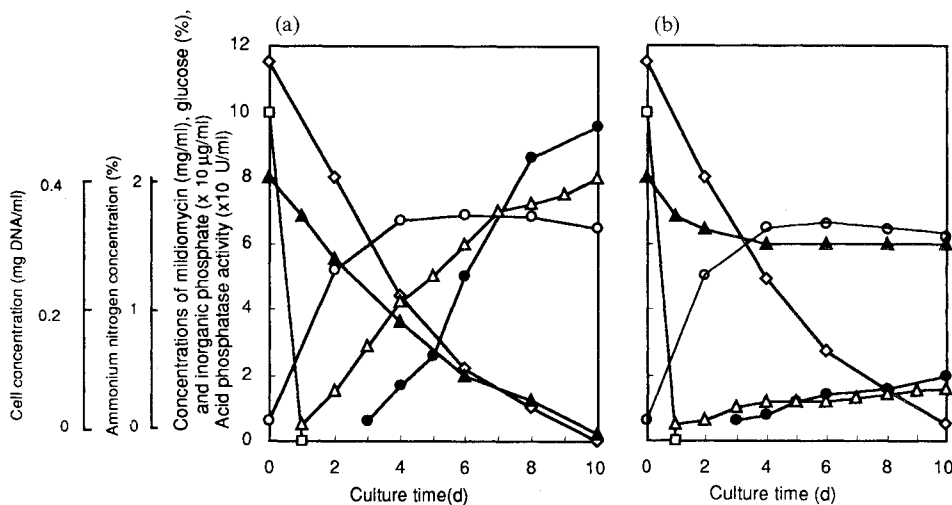 (a)
(b)
Cell concentration (mg DNA/ml)
0.4
0.2
0
Ammonium nitrogen concentration (%)
2
1
0
Concentrations of mildiomycin (mg/ml), glucose (%),
and inorganic phosphate (x 10 µg/ml)
Acid phosphatase activity (x10 U/ml)
12
10
8
6
4
2
0
0 2 4 6 8 10
Culture time(d)
0 2 4 6 8 10
Culture time (d)